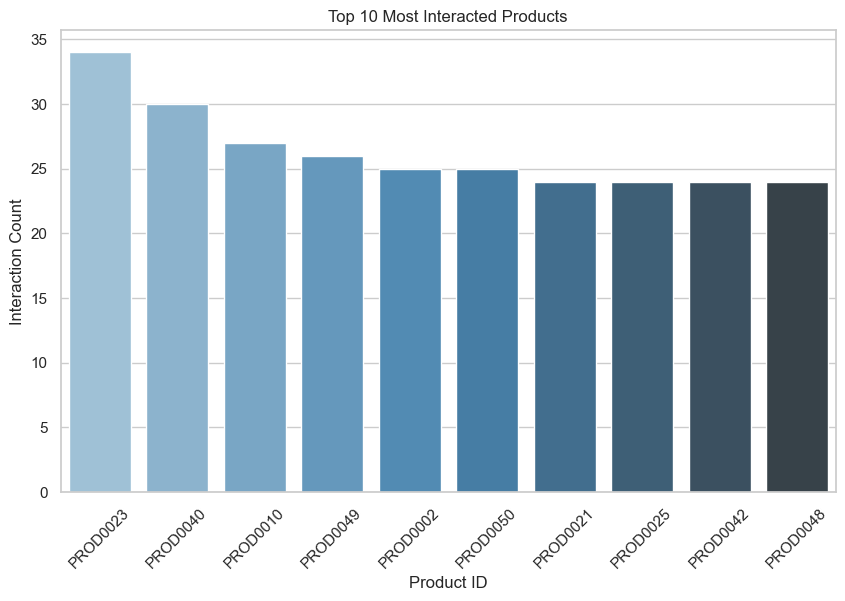 Top 10 Most Interacted Products
Interaction Count
35
30
25
20
15
10
5
0
PROD0023
PROD0040
PROD0010
PROD0049
PROD0002
PROD0050
PROD0021
PROD0025
PROD0042
PROD0048
Product ID